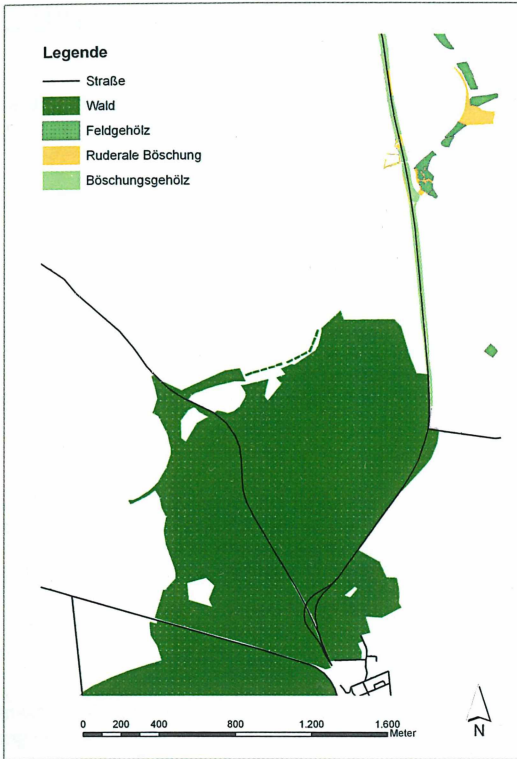 Legende
Straße
Wald
Feldgehölz
Ruderale Böschung
Böschungsgehölz
0 200 400 800 1.200 1.600
Meter
N